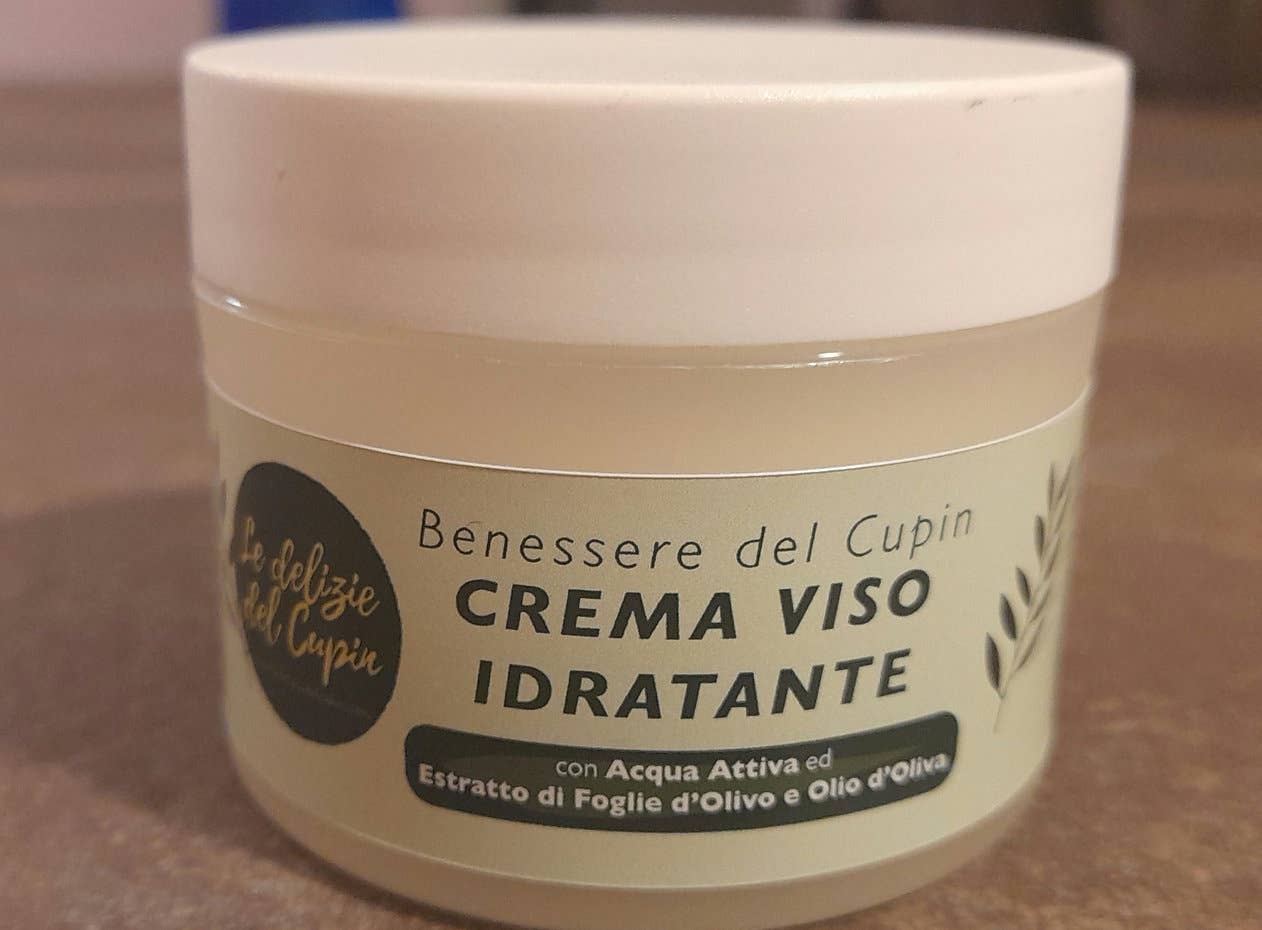 Le delizie
del Cupin
Benessere del Cupin
CREMA VISO
IDRATANTE
con Acqua Attiva ed
Estratto di Foglie d'Olivo e Olio d'Oliva